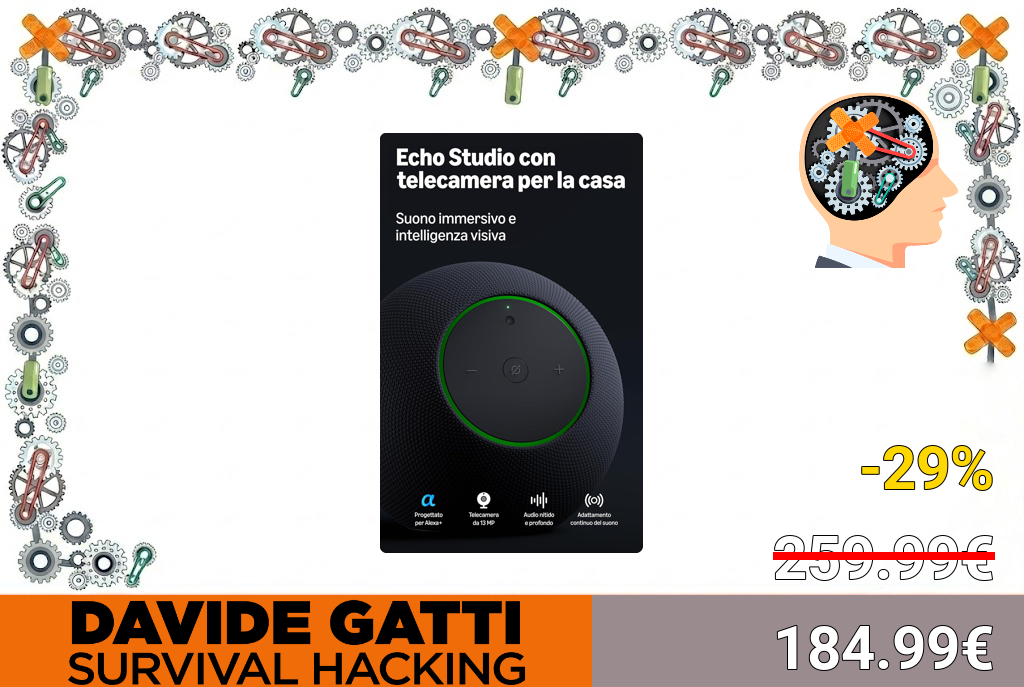 Echo Studio con
telecamera per la casa
Suono immersivo e
intelligenza visiva
Progettato
per Alexa+
Telecamera
da 13 MP
Audio nitido
e profondo
Adattamento
continuo del suono
-29%
259.99€
184.99€
DAVIDE GATTI
SURVIVAL HACKING